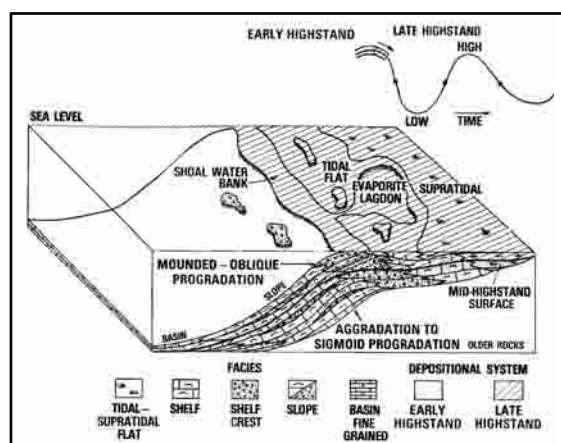 EARLY HIGHSTAND
LATE HIGHSTAND
HIGH
LOW
TIME
SEA LEVEL
SHOAL WATER
BANK
TIDAL
FLAT
EVAPORITE
LAGOON
SUPRATIDAL
MOUNDED – OBLIQUE
PROGRADATION
SLOPE
BASIN
MID-HIGHSTAND
SURFACE
AGGRADATION TO
SIGMOID PROGRADATION
OLDER ROCKS
FACIES
DEPOSITIONAL SYSTEM
TIDAL–
SUPRATIDAL
FLAT
SHELF
SHELF
CREST
SLOPE
BASIN
FINE
GRAINED
EARLY
HIGHSTAND
LATE
HIGHSTAND